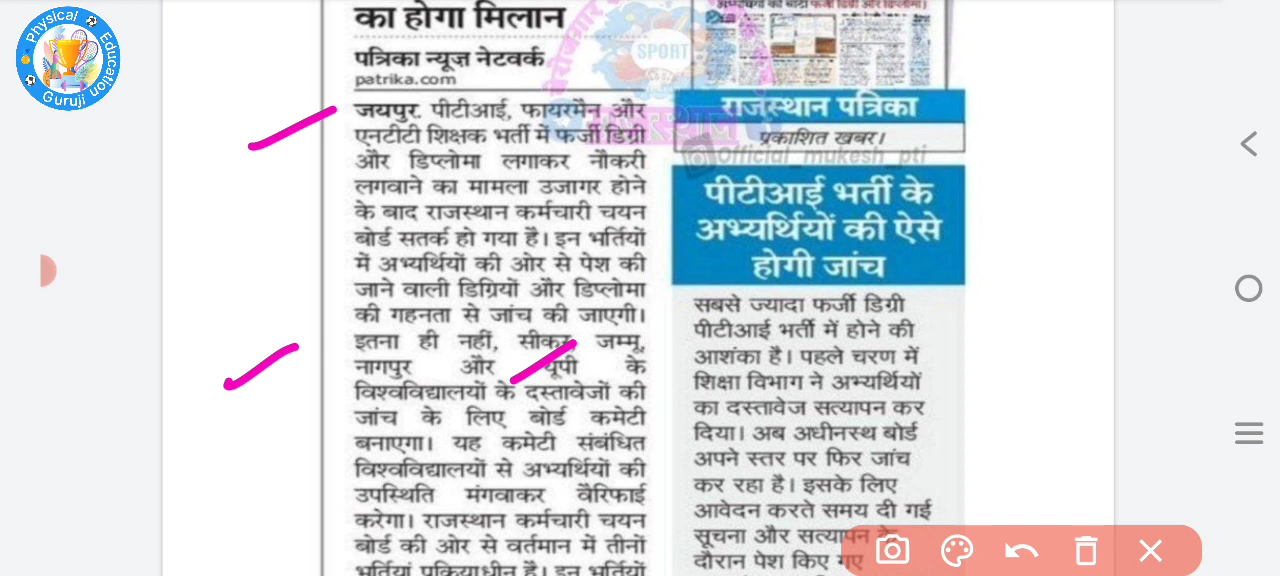 Physical Education
Guruji
का होगा मिलान
पत्रिका न्यूज नेटवर्क
patrika.com
जयपुर. पीटीआई, फायरमैन और
एनटीटी शिक्षक भर्ती में फर्जी डिग्री
और डिप्लोमा लगाकर नौकरी
लगवाने का मामला उजागर होने
के बाद राजस्थान कर्मचारी चयन
बोर्ड सतर्क हो गया है। इन भर्तियों
में अभ्यर्थियों की ओर से पेश की
जाने वाली डिग्रियों और डिप्लोमा
की गहनता से जांच की जाएगी।
इतना ही नहीं, सीकर, जम्मू,
नागपुर और यूपी के
विश्वविद्यालयों के दस्तावेजों की
जांच के लिए बोर्ड कमेटी
बनाएगा। यह कमेटी संबंधित
विश्वविद्यालयों से अभ्यर्थियों की
उपस्थिति मंगवाकर वैरिफाई
करेगा। राजस्थान कर्मचारी चयन
बोर्ड की ओर से वर्तमान में तीनों
भर्तियां प्रक्रियाधीन है। इन भर्तियों
SPORT
राजस्थान
राजस्थान पत्रिका
प्रकाशित खबर।
Official_mukesh_pti
पीटीआई भर्ती के
अभ्यर्थियों की ऐसे
होगी जांच
सबसे ज्यादा फर्जी डिग्री
पीटीआई भर्ती में होने की
आशंका है। पहले चरण में
शिक्षा विभाग ने अभ्यर्थियों
का दस्तावेज सत्यापन कर
दिया। अब अधीनस्थ बोर्ड
अपने स्तर पर फिर जांच
कर रहा है। इसके लिए
आवेदन करते समय दी गई
सूचना और सत्यापन के
दौरान पेश किए गए